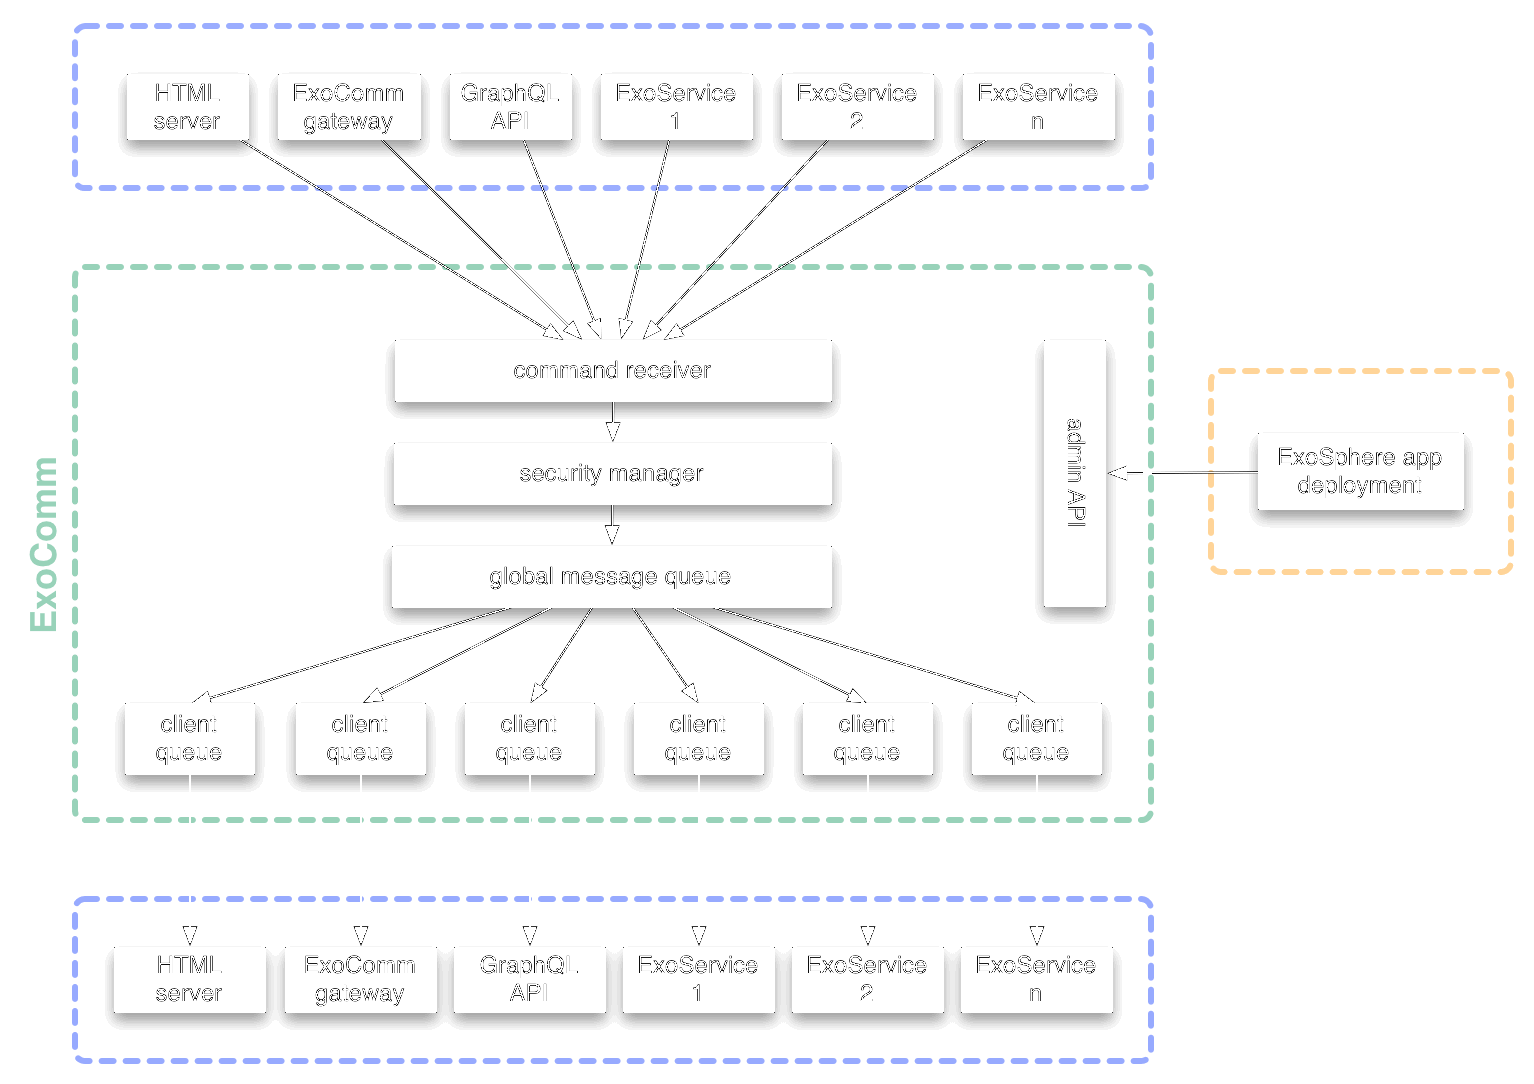 HTML
server
ExoComm
gateway
GraphQL
API
ExoService
1
ExoService
2
ExoService
n
command receiver
security manager
global message queue
admin API
ExoSphere app
deployment
ExoComm
client
queue
client
queue
client
queue
client
queue
client
queue
client
queue
HTML
server
ExoComm
gateway
GraphQL
API
ExoService
1
ExoService
2
ExoService
n